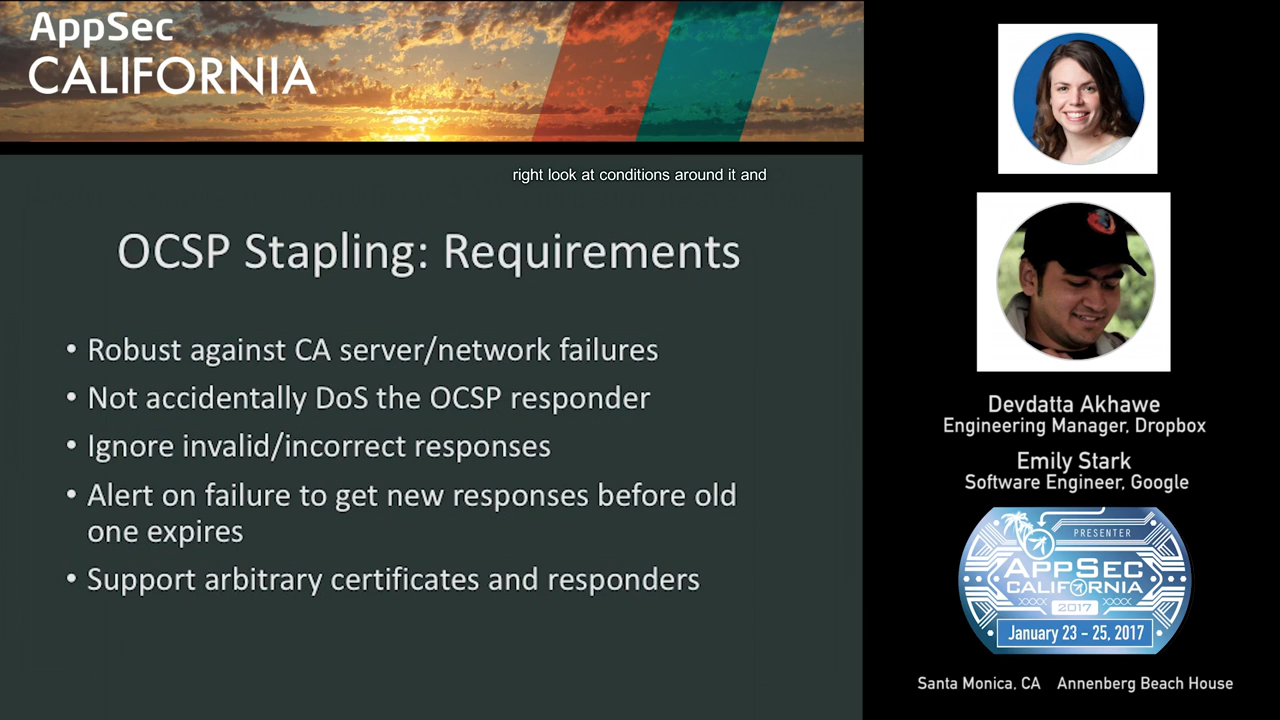 AppSec
CALIFORNIA
right look at conditions around it and
OCSP Stapling: Requirements
• Robust against CA server/network failures
• Not accidentally DoS the OCSP responder
• Ignore invalid/incorrect responses
• Alert on failure to get new responses before old
one expires
• Support arbitrary certificates and responders
Devdatta Akhawe
Engineering Manager, Dropbox
Emily Stark
Software Engineer, Google
PRESENTER
APPSEC
CALIFORNIA
2017
January 23 – 25, 2017
Santa Monica, CA Annenberg Beach House